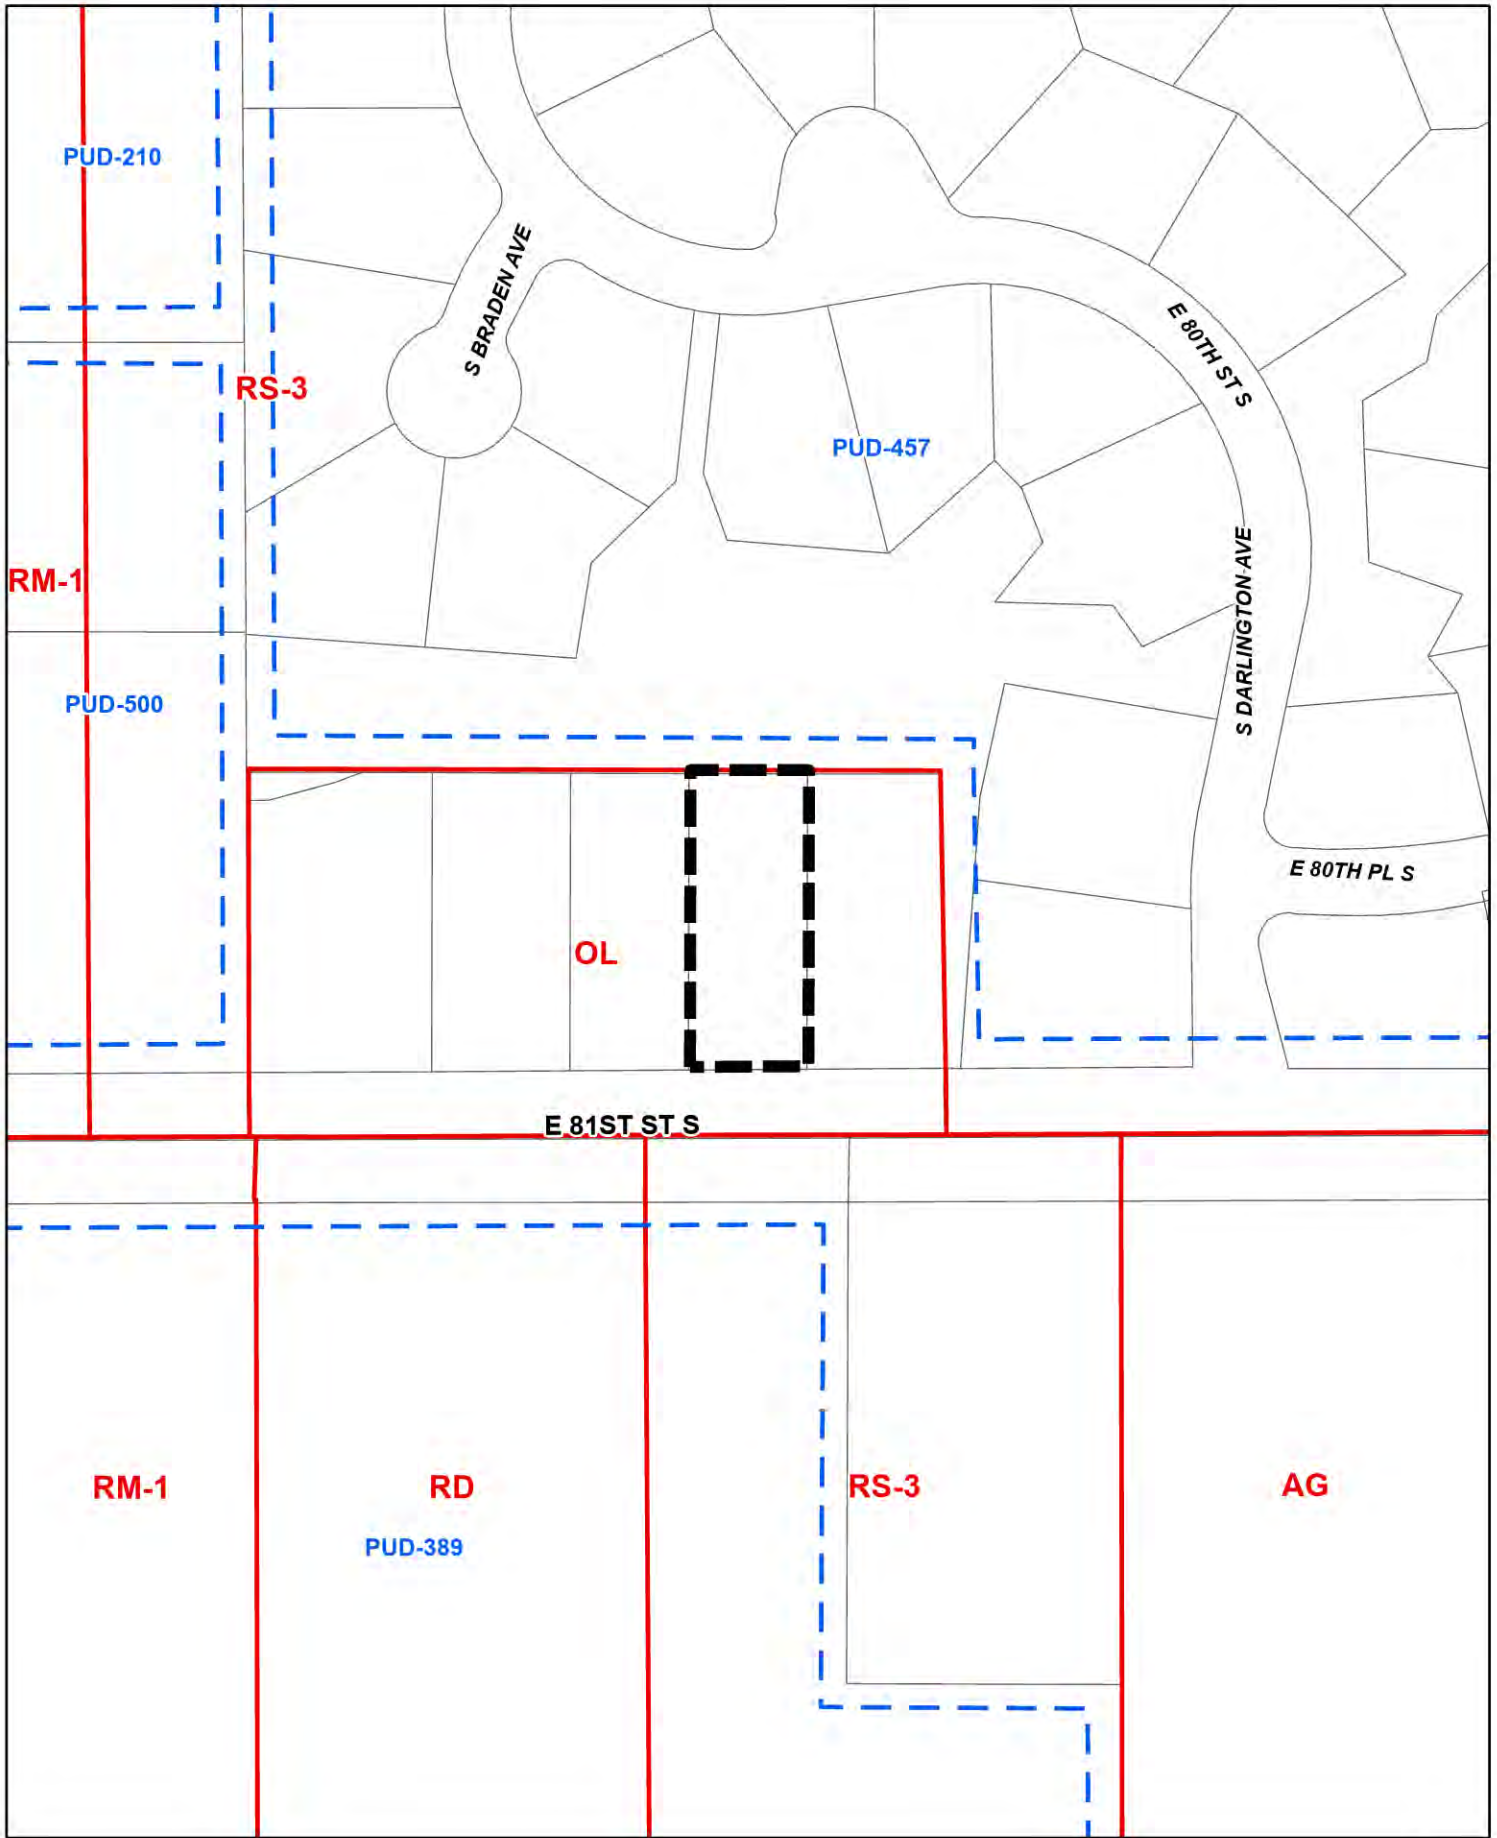 PUD-210
S BRADEN AVE
E 80TH ST S
RS-3
PUD-457
RM-1
S DARLINGTON AVE
PUD-500
E 80TH PL S
OL
E 81ST ST S
RM-1
RD
RS-3
AG
PUD-389